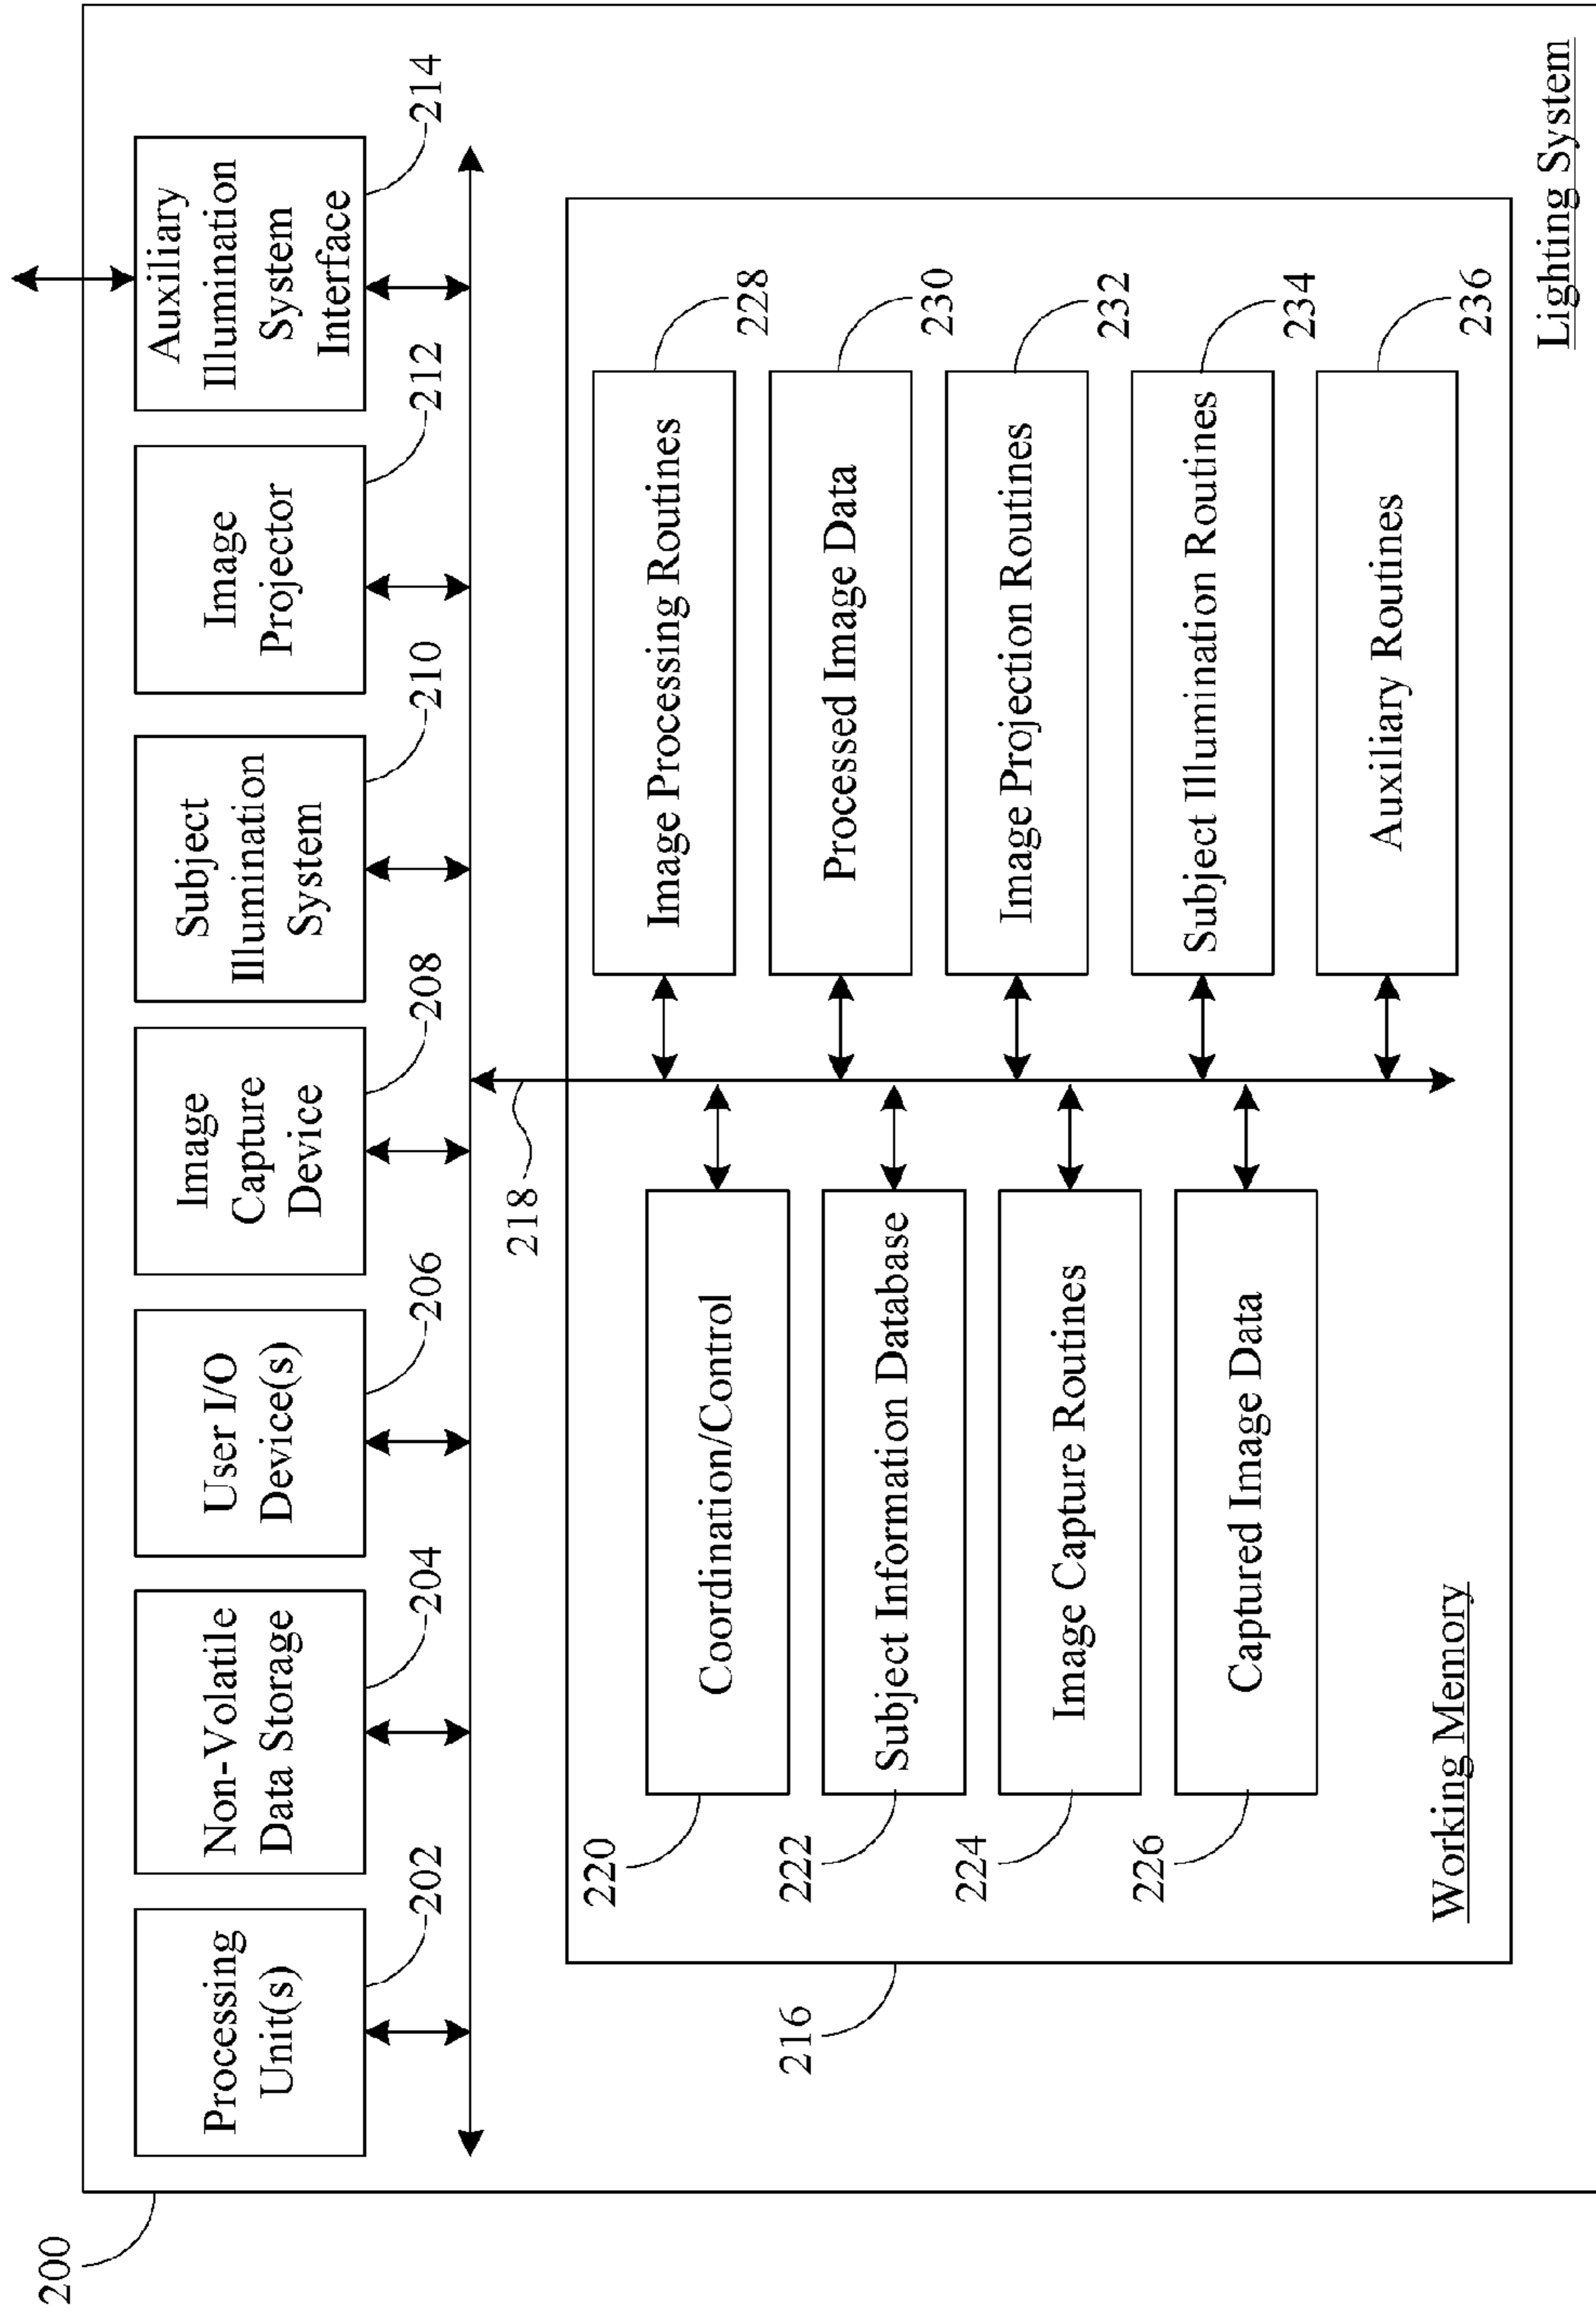 200
Processing
Unit(s)
202
Non-Volatile
Data Storage
204
User I/O
Device(s)
206
Image
Capture
Device
208
Subject
Illumination
System
210
Image
Projector
212
Auxiliary
Illumination
System
Interface
214
218
216
220
Coordination/Control
222
Subject Information Database
224
Image Capture Routines
226
Captured Image Data
Image Processing Routines
228
Processed Image Data
230
Image Projection Routines
232
Subject Illumination Routines
234
Auxiliary Routines
236
Working Memory
Lighting System